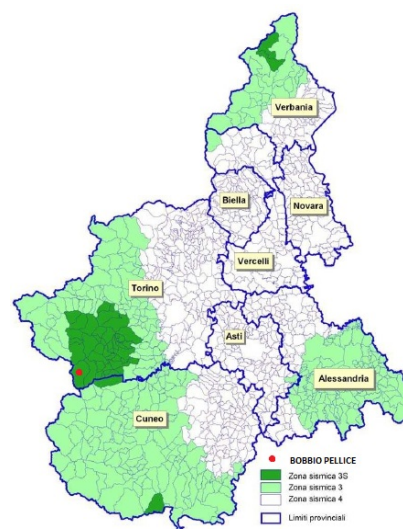 Verbania
Biella
Novara
Vercelli
Torino
Asti
Alessandria
Cuneo
BOBBIO PELLICE
Zona sismica 3S
Zona sismica 3
Zona sismica 4
Limiti provinciali